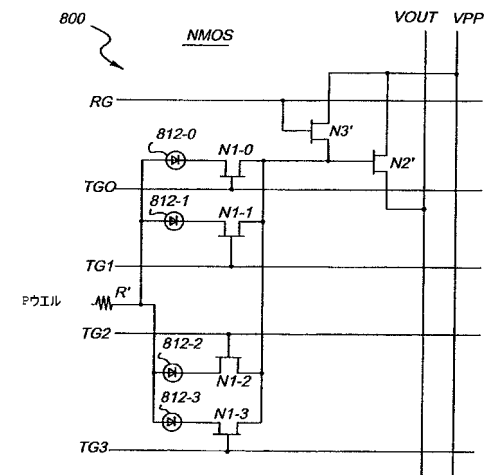 800
NMOS
VOUT VPP
RG
N3'
812-0
N1-0
N2'
TG0
812-1
N1-1
TG1
Pウエル
R'
TG2
812-2
N1-2
812-3
N1-3
TG3